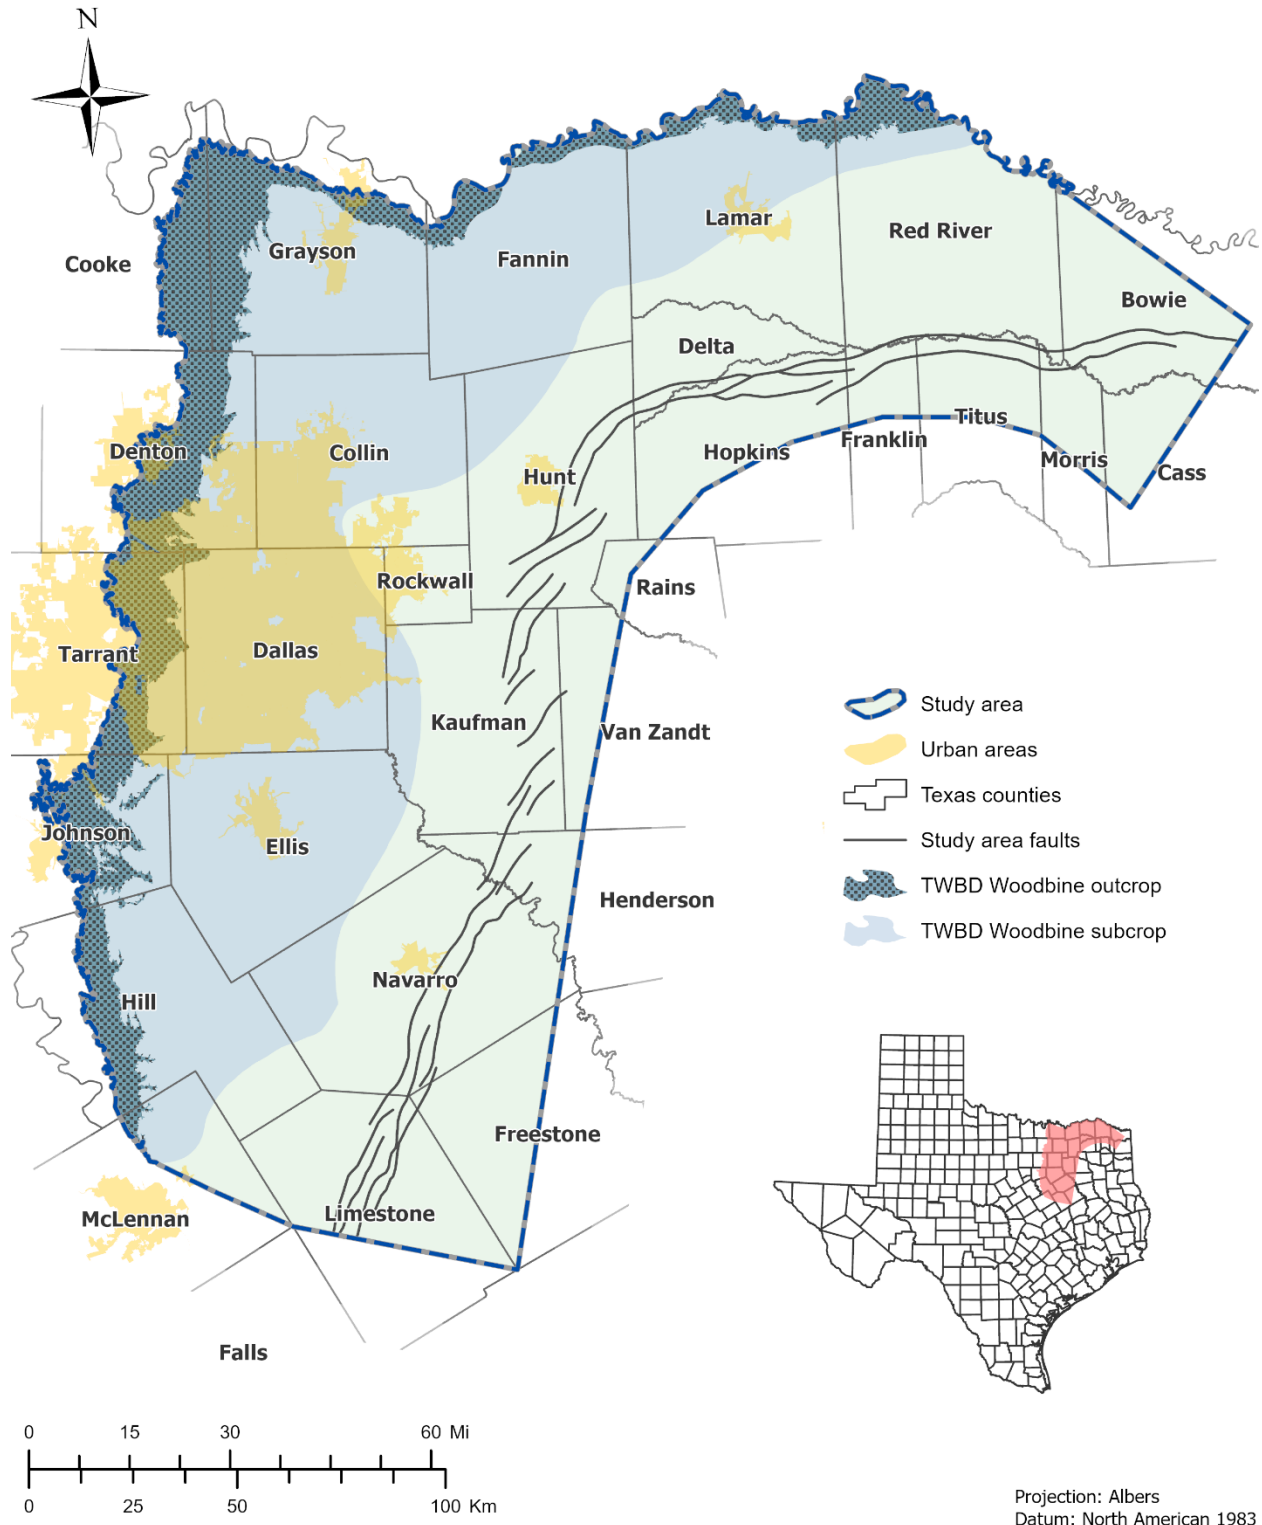 N
Cooke
Grayson
Fannin
Lamar
Red River
Bowie
Delta
Denton
Collin
Hunt
Hopkins
Franklin
Titus
Morris
Cass
Rockwall
Rains
Tarrant
Dallas
Kaufman
Van Zandt
Johnson
Ellis
Henderson
Navarro
Hill
Freestone
McLennan
Limestone
Falls
Study area
Urban areas
Texas counties
Study area faults
TWBD Woodbine outcrop
TWBD Woodbine subcrop
0 15 30 60 Mi
0 25 50 100 Km
Projection: Albers
Datum: North American 1983